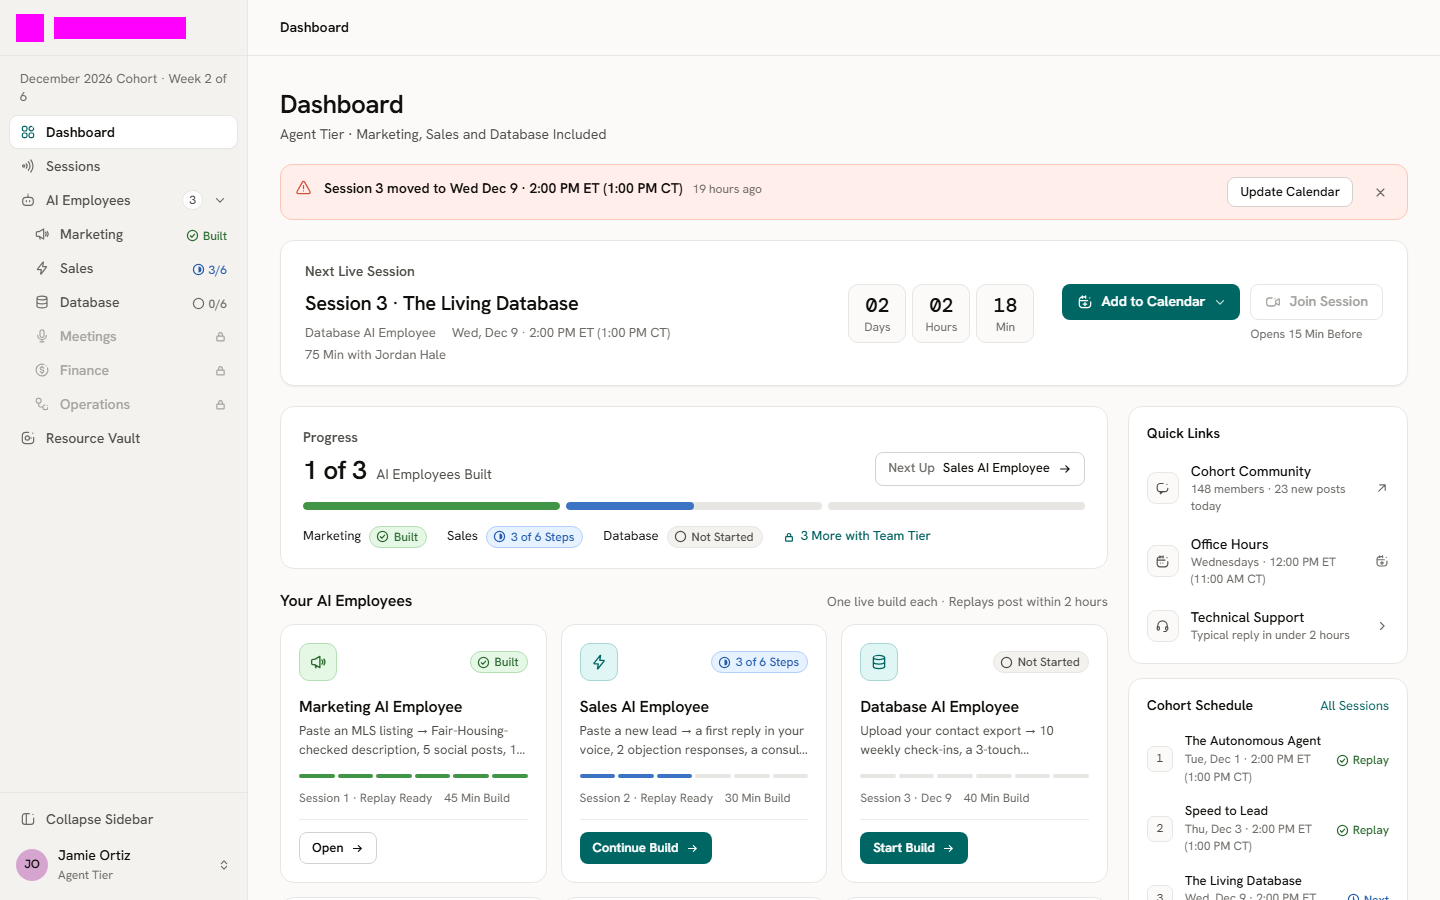 Dashboard
December 2026 Cohort · Week 2 of
6
Dashboard
Sessions
AI Employees 3
Marketing Built
Sales 3/6
Database 0/6
Meetings
Finance
Operations
Resource Vault
Collapse Sidebar
JO Jamie Ortiz
Agent Tier
Dashboard
Agent Tier · Marketing, Sales and Database Included
Session 3 moved to Wed Dec 9 · 2:00 PM ET (1:00 PM CT) 19 hours ago Update Calendar
Next Live Session
Session 3 · The Living Database
Database AI Employee Wed, Dec 9 · 2:00 PM ET (1:00 PM CT)
75 Min with Jordan Hale
02 02 18
Days Hours Min
Add to Calendar Join Session
Opens 15 Min Before
Progress
1 of 3 AI Employees Built
Next Up Sales AI Employee →
Marketing Built Sales 3 of 6 Steps Database Not Started 3 More with Team Tier
Your AI Employees One live build each · Replays post within 2 hours
Built
Marketing AI Employee
Paste an MLS listing → Fair-Housing-
checked description, 5 social posts, 1...
Session 1 · Replay Ready 45 Min Build
Open →
3 of 6 Steps
Sales AI Employee
Paste a new lead → a first reply in your
voice, 2 objection responses, a consul...
Session 2 · Replay Ready 30 Min Build
Continue Build →
Not Started
Database AI Employee
Upload your contact export → 10
weekly check-ins, a 3-touch...
Session 3 · Dec 9 40 Min Build
Start Build →
Quick Links
Cohort Community
148 members · 23 new posts
today
Office Hours
Wednesdays · 12:00 PM ET
(11:00 AM CT)
Technical Support
Typical reply in under 2 hours
Cohort Schedule All Sessions
1 The Autonomous Agent
Tue, Dec 1 · 2:00 PM ET
(1:00 PM CT)
Replay
2 Speed to Lead
Thu, Dec 3 · 2:00 PM ET
(1:00 PM CT)
Replay
3 The Living Database
Wed, Dec 9 · 2:00 PM ET
Next